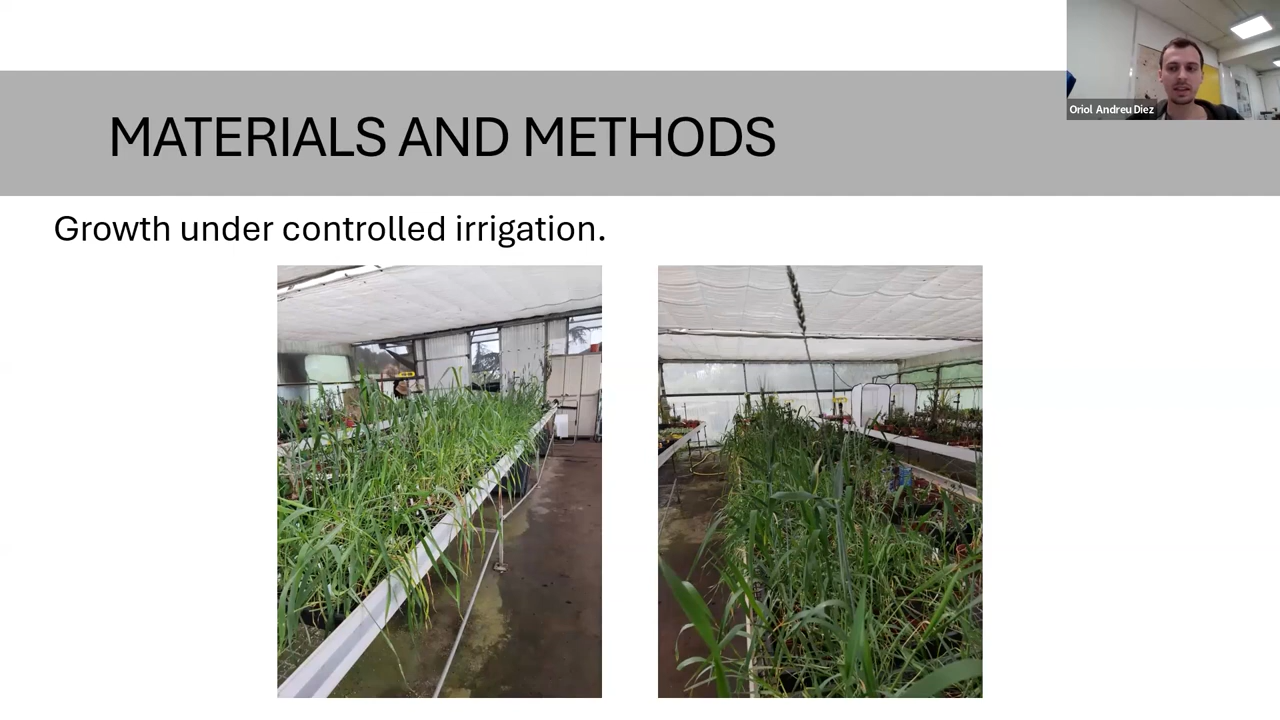 MATERIALS AND METHODS
Oriol Andreu Diez
Growth under controlled irrigation.